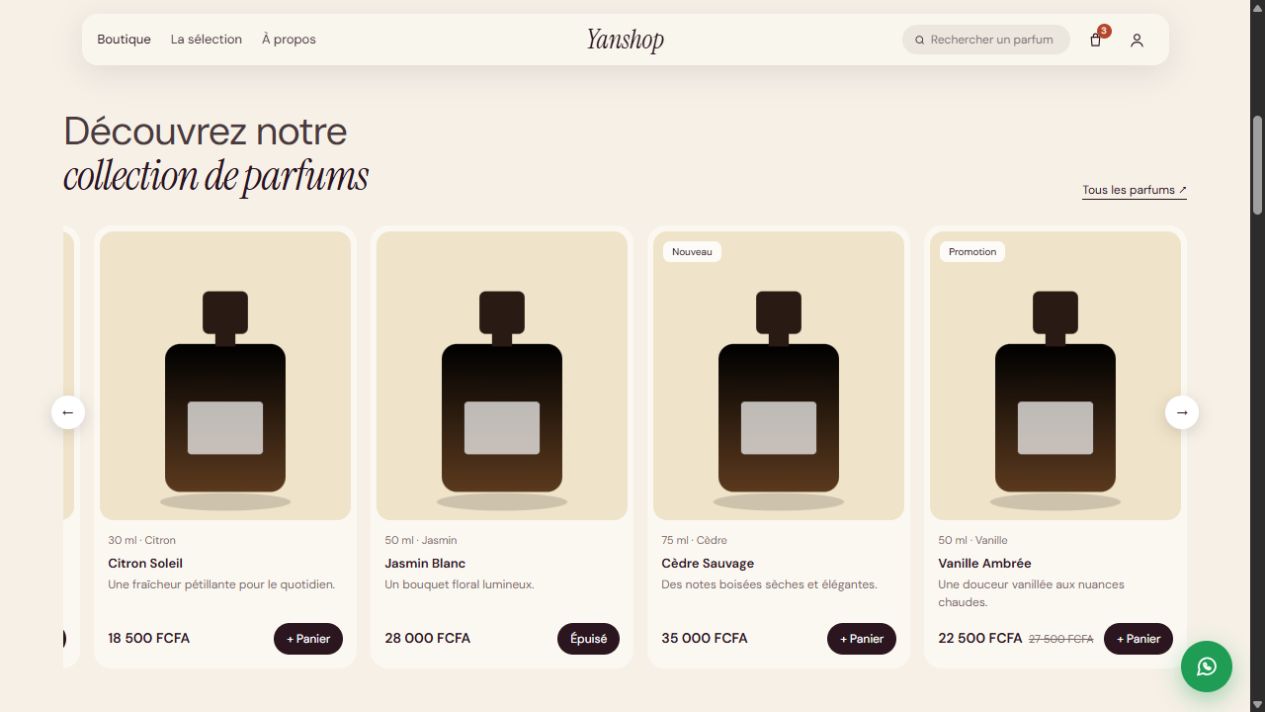 Boutique La sélection À propos Yanshop Rechercher un parfum 3
Découvrez notre
collection de parfums
Tous les parfums ↗
Nouveau Promotion
← →
30 ml · Citron
Citron Soleil
Une fraîcheur pétillante pour le quotidien.
18 500 FCFA + Panier
50 ml · Jasmin
Jasmin Blanc
Un bouquet floral lumineux.
28 000 FCFA Épuisé
75 ml · Cèdre
Cèdre Sauvage
Des notes boisées sèches et élégantes.
35 000 FCFA + Panier
50 ml · Vanille
Vanille Ambrée
Une douceur vanillée aux nuances
chaudes.
22 500 FCFA 27 500 FCFA + Panier